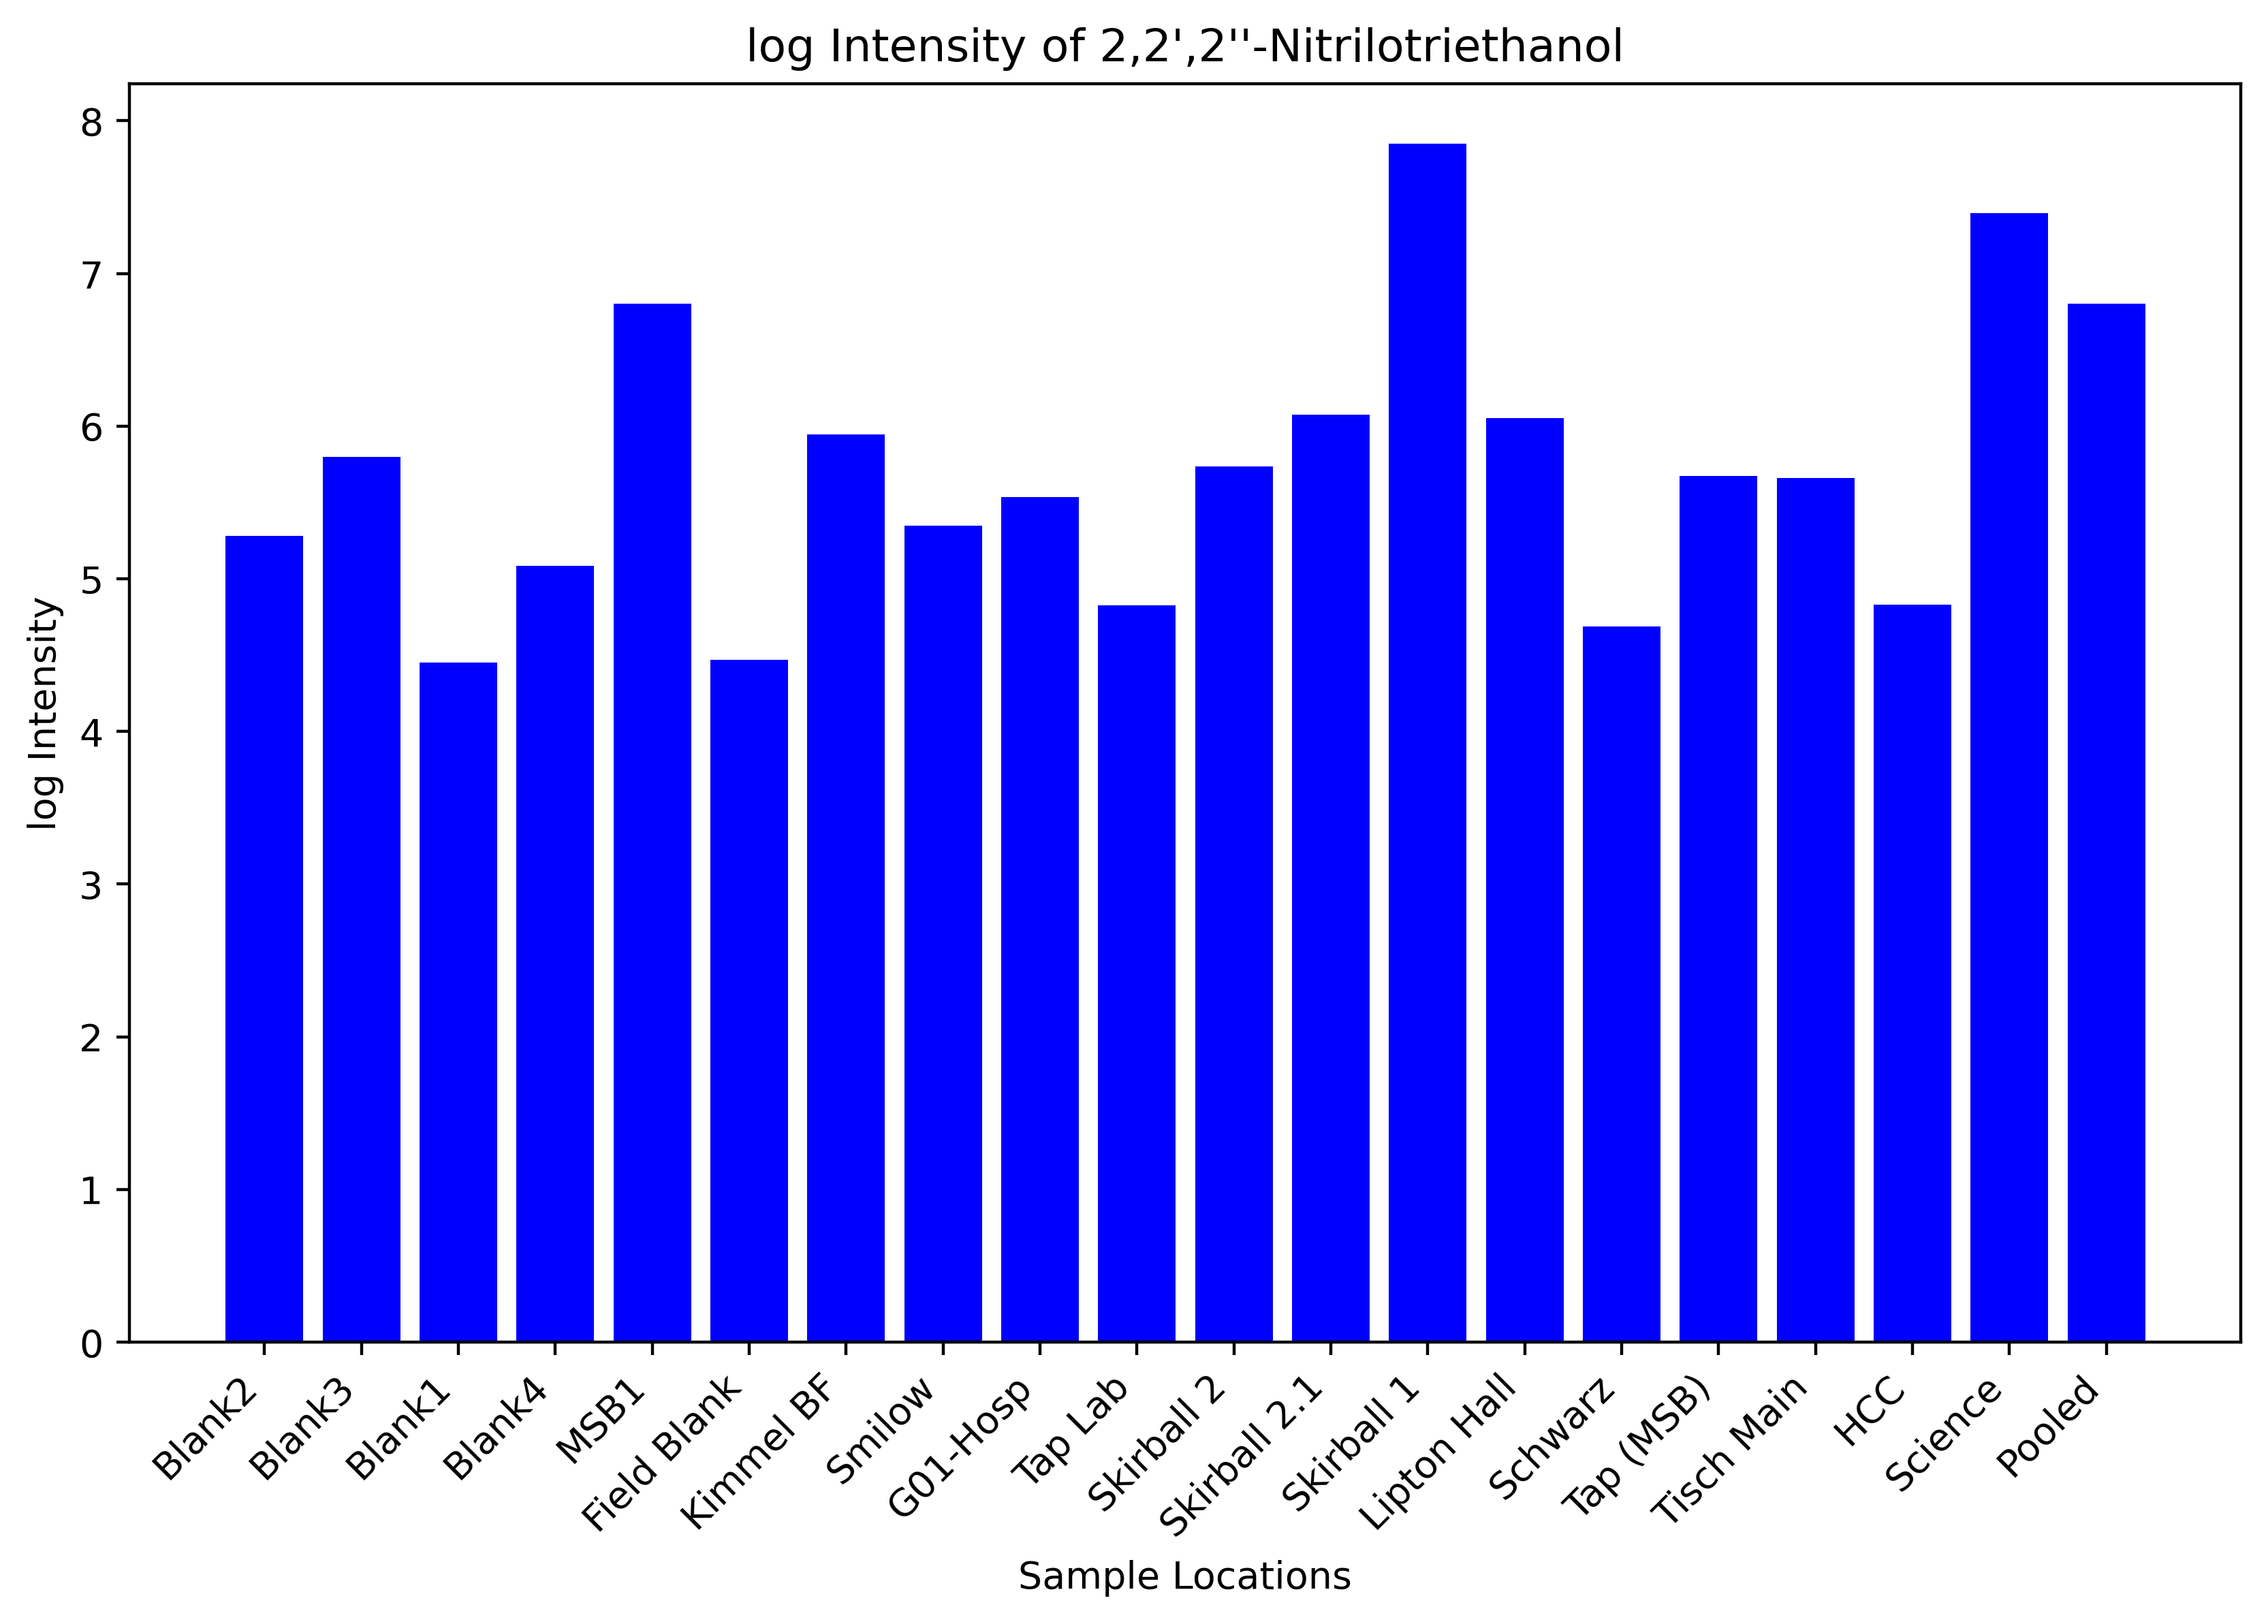 log Intensity of 2,2',2''-Nitrilotriethanol
log Intensity
8
7
6
5
4
3
2
1
0
Blank2
Blank3
Blank1
Blank4
MSB1
Field Blank
Kimmel BF
Smilow
G01-Hosp
Tap Lab
Skirball 2
Skirball 2.1
Skirball 1
Lipton Hall
Schwarz
Tap (MSB)
Tisch Main
HCC
Science
Pooled
Sample Locations